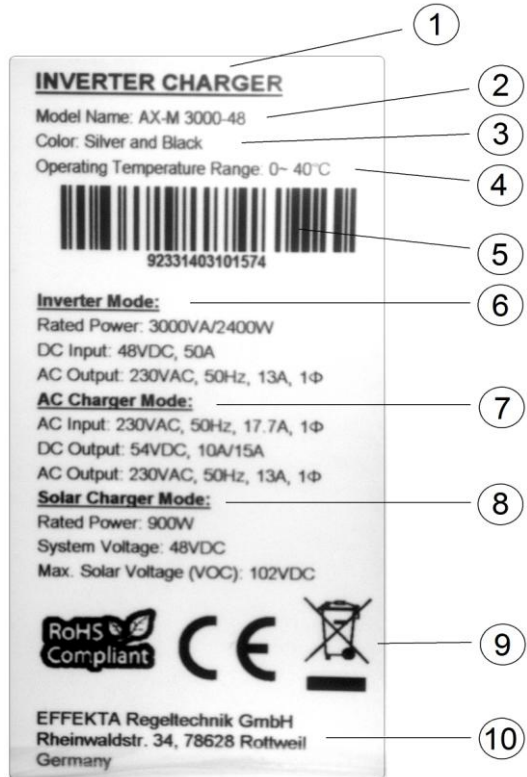 1
INVERTER CHARGER
2
Model Name: AX-M 3000-48
3
Color: Silver and Black
4
Operating Temperature Range: 0~ 40°C
5
92331403101574
6
Inverter Mode:
Rated Power: 3000VA/2400W
DC Input: 48VDC, 50A
AC Output: 230VAC, 50Hz, 13A, 1Φ
7
AC Charger Mode:
AC Input: 230VAC, 50Hz, 17.7A, 1Φ
DC Output: 54VDC, 10A/15A
AC Output: 230VAC, 50Hz, 13A, 1Φ
8
Solar Charger Mode:
Rated Power: 900W
System Voltage: 48VDC
Max. Solar Voltage (VOC): 102VDC
RoHS
Compliant
CE
9
EFFEKTA Regeltechnik GmbH
Rheinwaldstr. 34, 78628 Rottweil
10
Germany